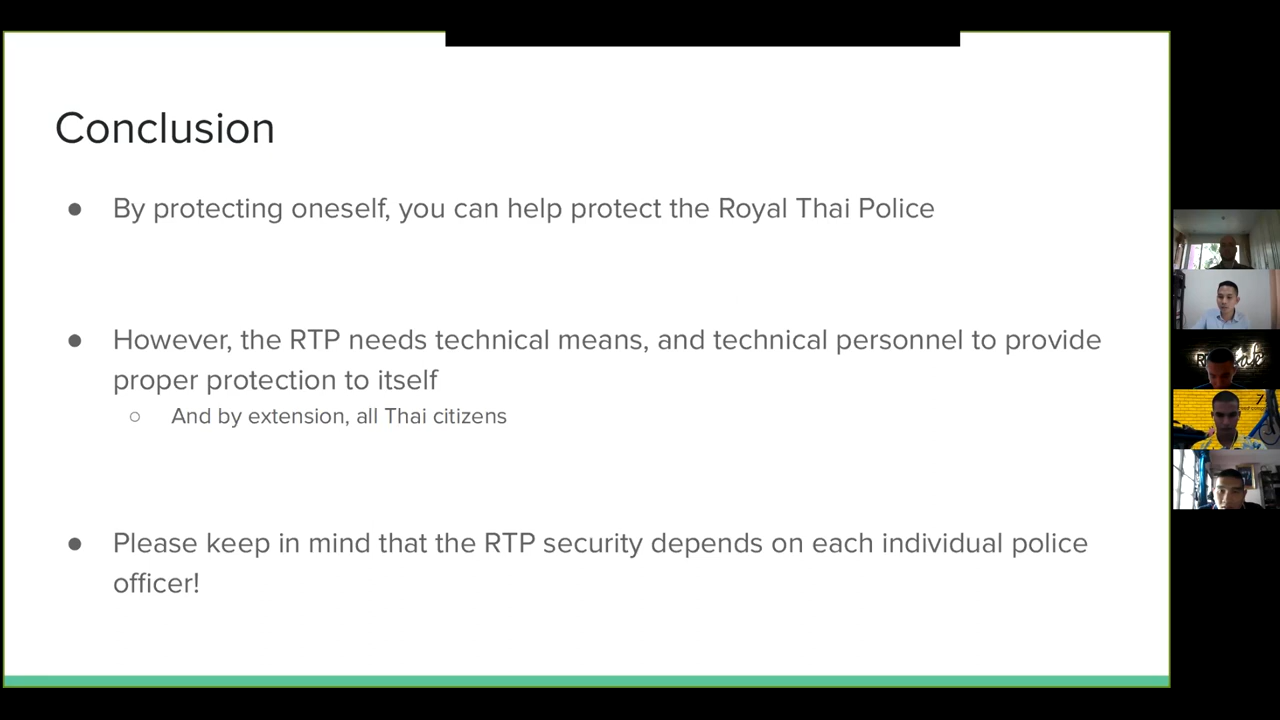 Conclusion
● By protecting oneself, you can help protect the Royal Thai Police
● However, the RTP needs technical means, and technical personnel to provide
proper protection to itself
○ And by extension, all Thai citizens
● Please keep in mind that the RTP security depends on each individual police
officer!
7